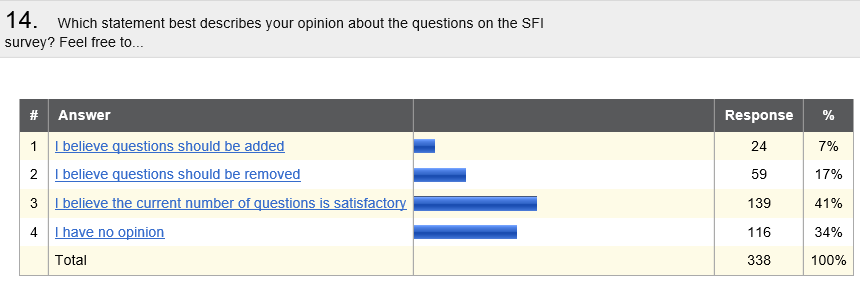 14. Which statement best describes your opinion about the questions on the SFI
survey? Feel free to...
# Answer Response %
1 I believe questions should be added 24 7%
2 I believe questions should be removed 59 17%
3 I believe the current number of questions is satisfactory 139 41%
4 I have no opinion 116 34%
Total 338 100%